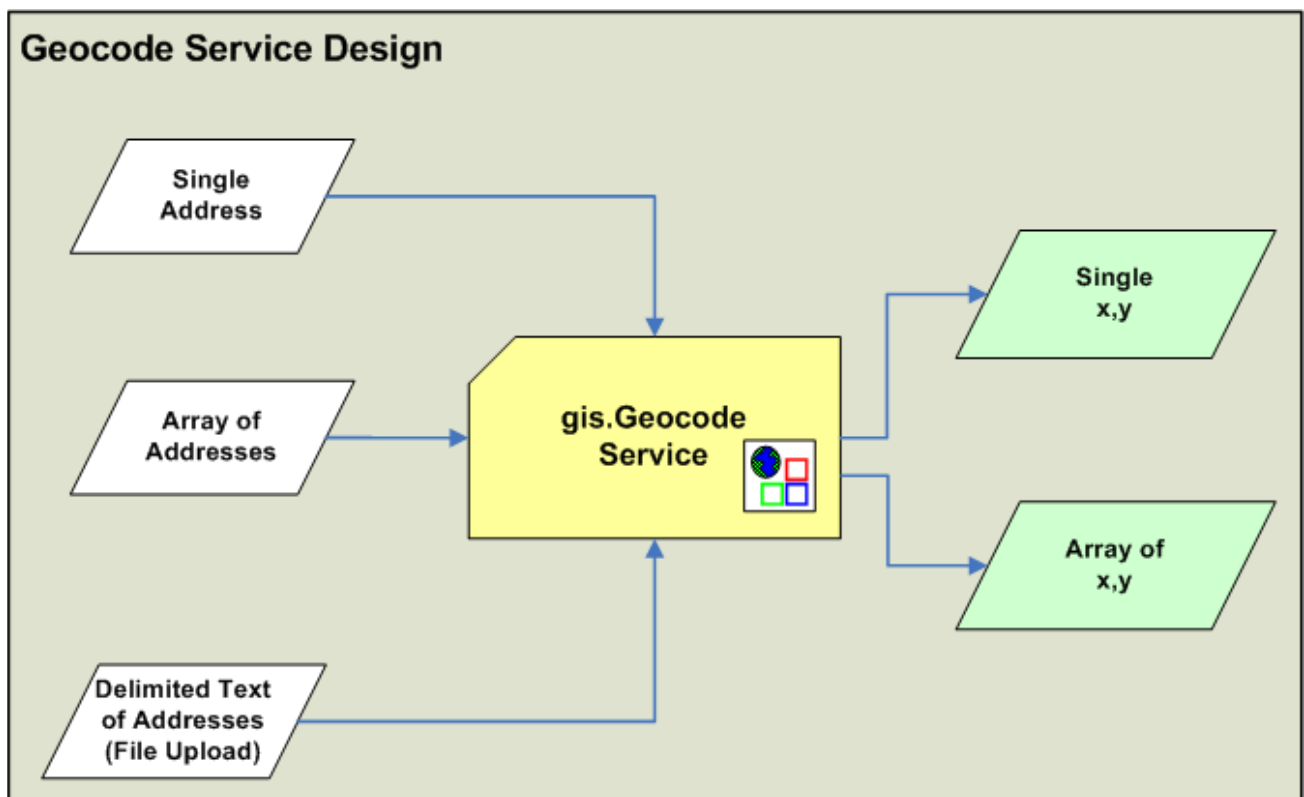 Geocode Service Design
Single
Address
Array of
Addresses
Delimited Text
of Addresses
(File Upload)
gis.Geocode
Service
Single
x,y
Array of
x,y